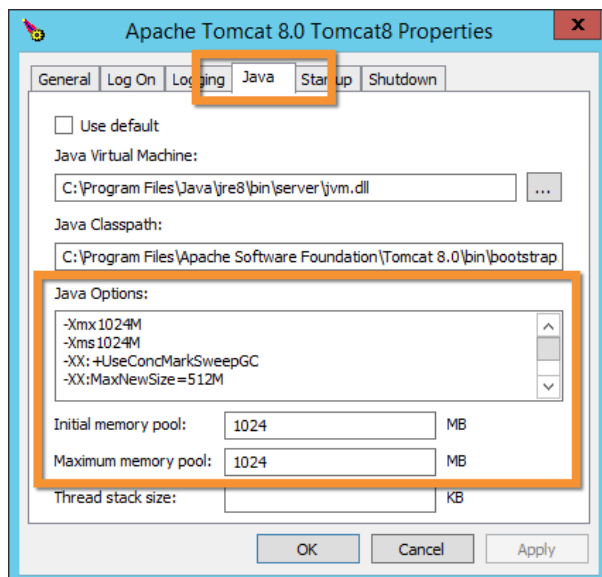 Apache Tomcat 8.0 Tomcat8 Properties
x
General Log On Logging Java Startup Shutdown
Use default
Java Virtual Machine:
C:\Program Files\Java\jre8\bin\server\jvm.dll
...
Java Classpath:
C:\Program Files\Apache Software Foundation\Tomcat 8.0\bin\bootstrap
Java Options:
-Xmx1024M
-Xms1024M
-XX:+UseConcMarkSweepGC
-XX:MaxNewSize=512M
Initial memory pool: 1024 MB
Maximum memory pool: 1024 MB
Thread stack size: KB
OK Cancel Apply